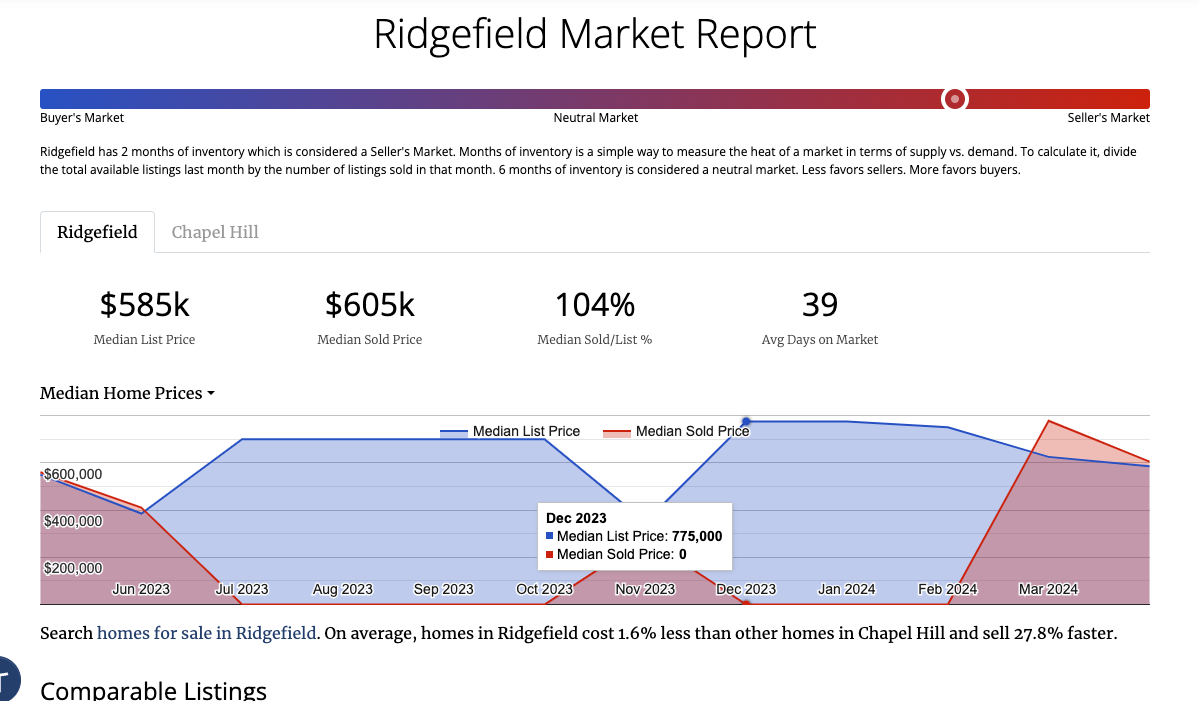 Ridgefield Market Report
Buyer's Market Neutral Market Seller's Market
Ridgefield has 2 months of inventory which is considered a Seller's Market. Months of inventory is a simple way to measure the heat of a market in terms of supply vs. demand. To calculate it, divide
the total available listings last month by the number of listings sold in that month. 6 months of inventory is considered a neutral market. Less favors sellers. More favors buyers.
Ridgefield Chapel Hill
$585k $605k 104% 39
Median List Price Median Sold Price Median Sold/List % Avg Days on Market
Median Home Prices
Median List Price Median Sold Price
$600,000
$400,000
$200,000
Dec 2023
Median List Price: 775,000
Median Sold Price: 0
Jun 2023 Jul 2023 Aug 2023 Sep 2023 Oct 2023 Nov 2023 Dec 2023 Jan 2024 Feb 2024 Mar 2024
Search homes for sale in Ridgefield. On average, homes in Ridgefield cost 1.6% less than other homes in Chapel Hill and sell 27.8% faster.
Comparable Listings